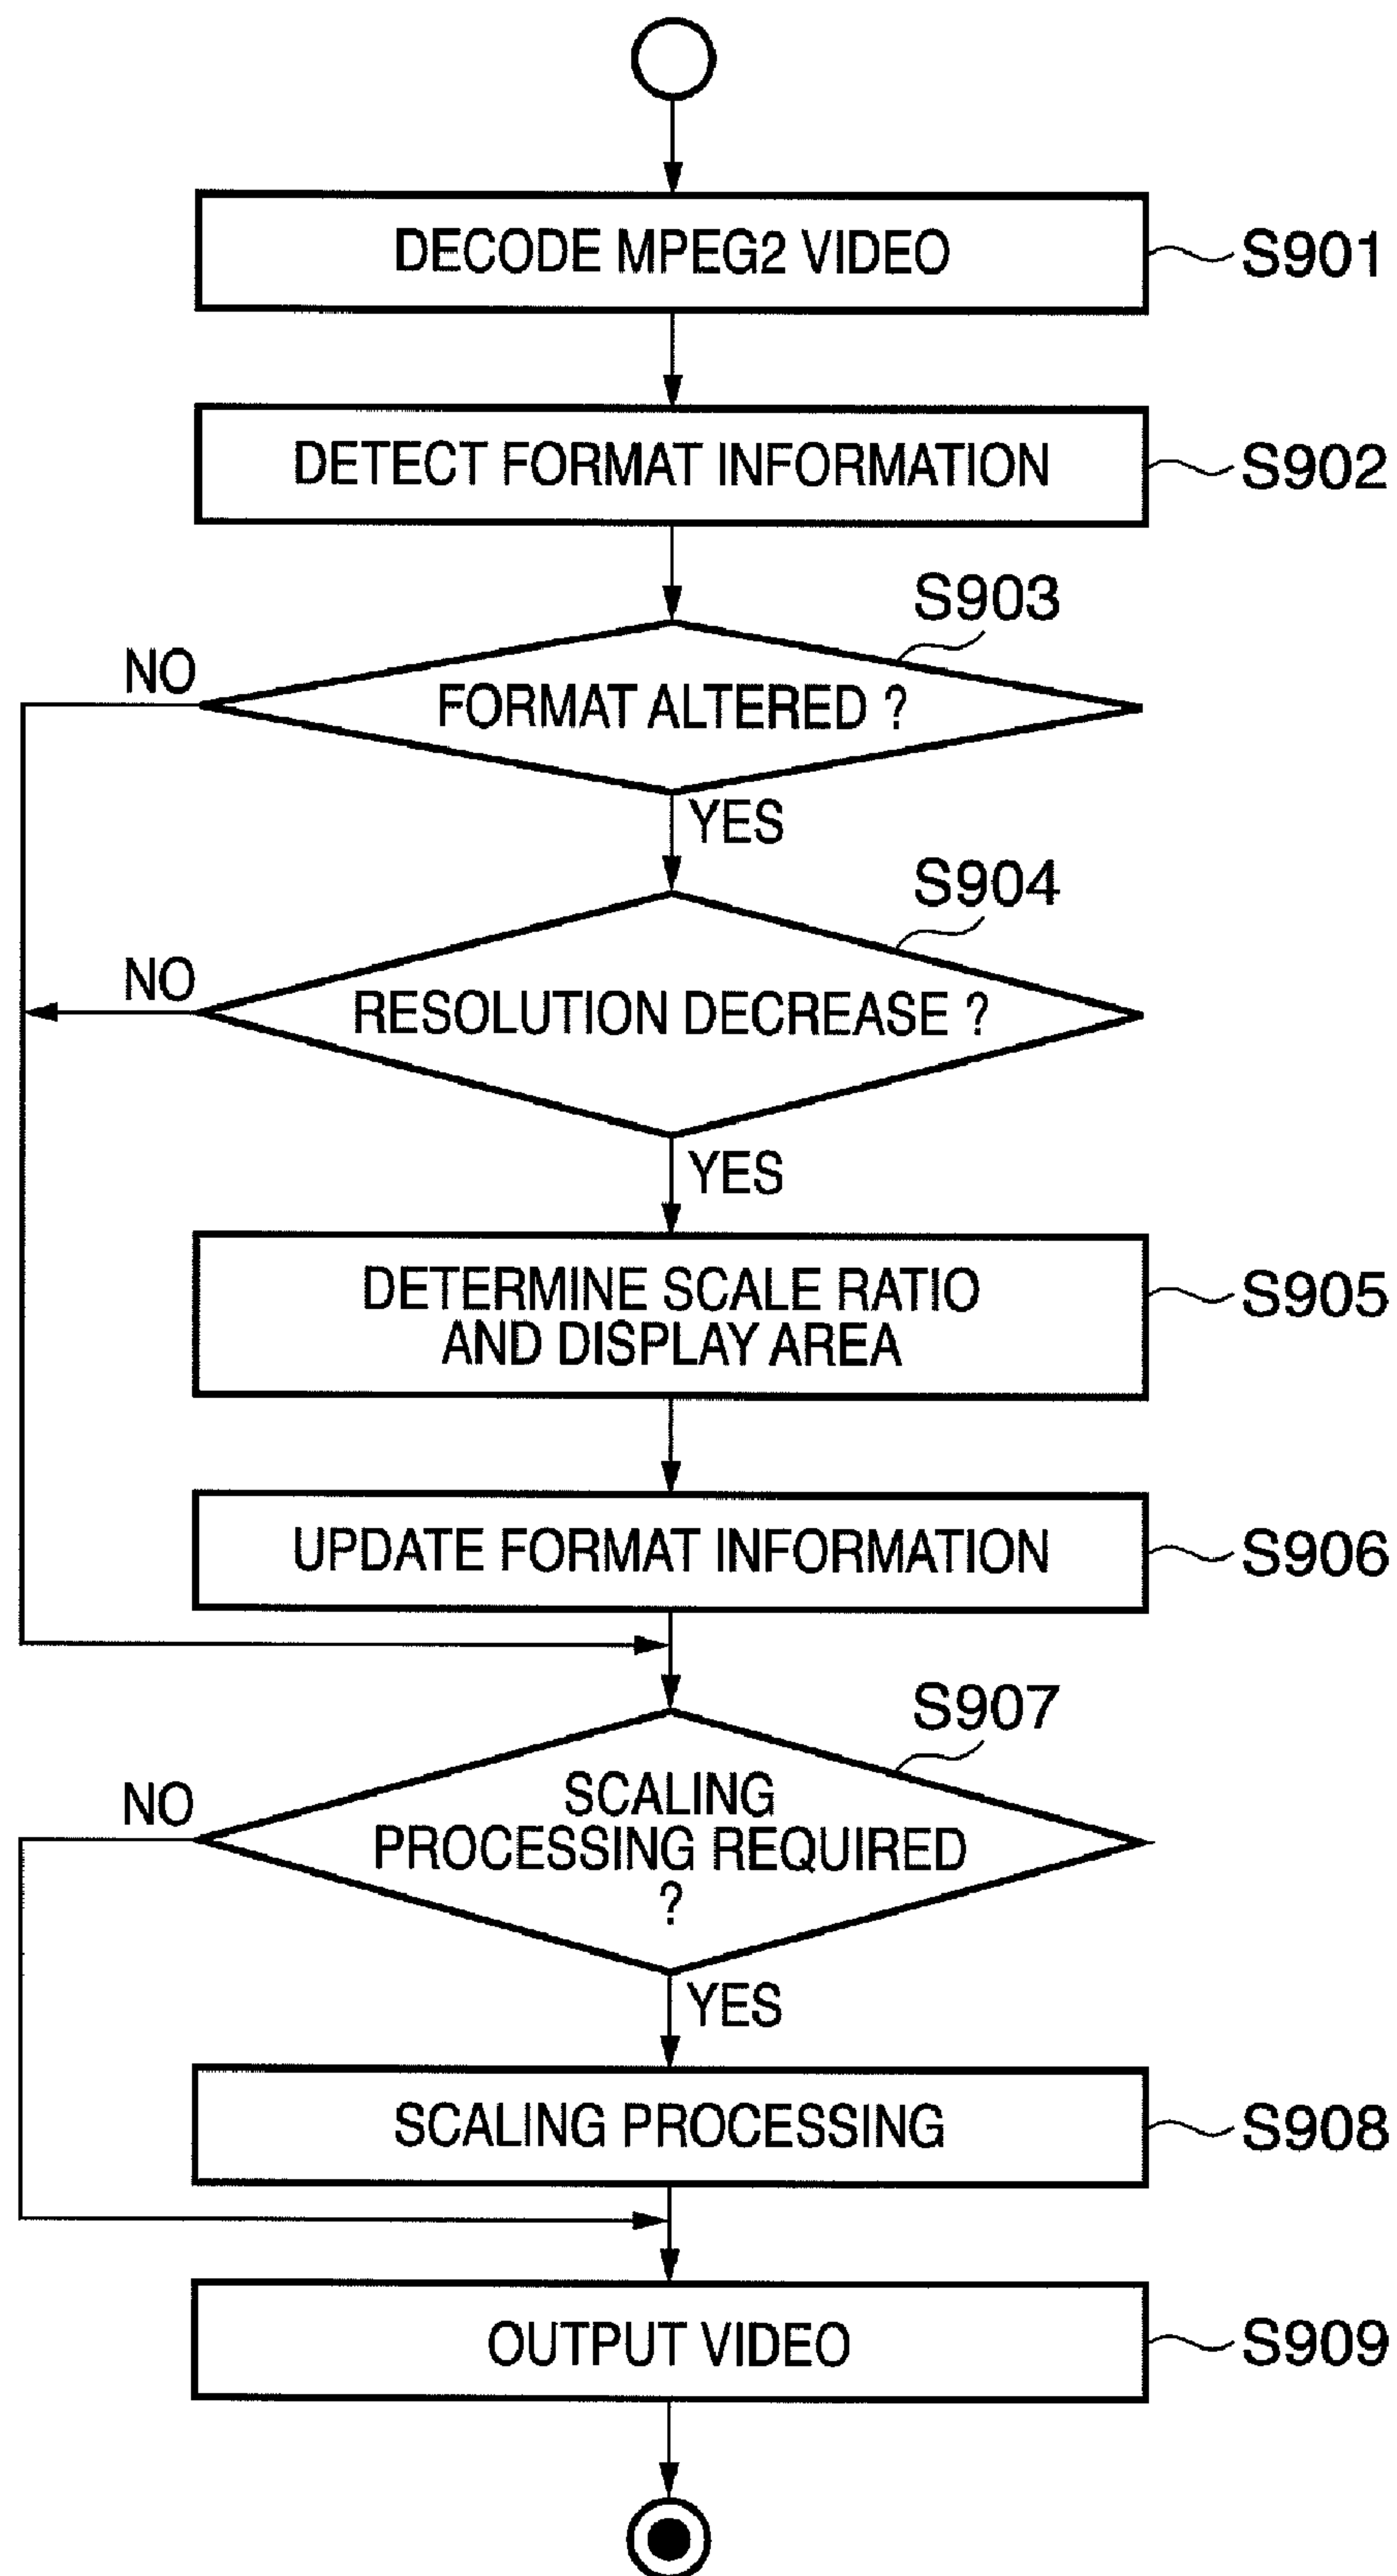 DECODE MPEG2 VIDEO
S901
DETECT FORMAT INFORMATION
S902
S903
NO
FORMAT ALTERED ?
YES
S904
NO
RESOLUTION DECREASE ?
YES
DETERMINE SCALE RATIO
AND DISPLAY AREA
S905
UPDATE FORMAT INFORMATION
S906
S907
NO
SCALING
PROCESSING REQUIRED
?
YES
SCALING PROCESSING
S908
OUTPUT VIDEO
S909